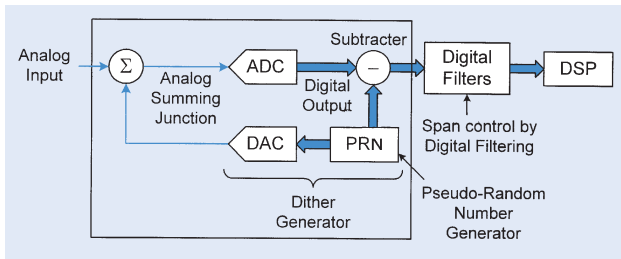 Analog
Input
Σ
Analog
Summing
Junction
ADC
Digital
Output
Subtracter
−
Digital
Filters
DSP
Span control by
Digital Filtering
DAC
PRN
Dither
Generator
Pseudo-Random
Number
Generator